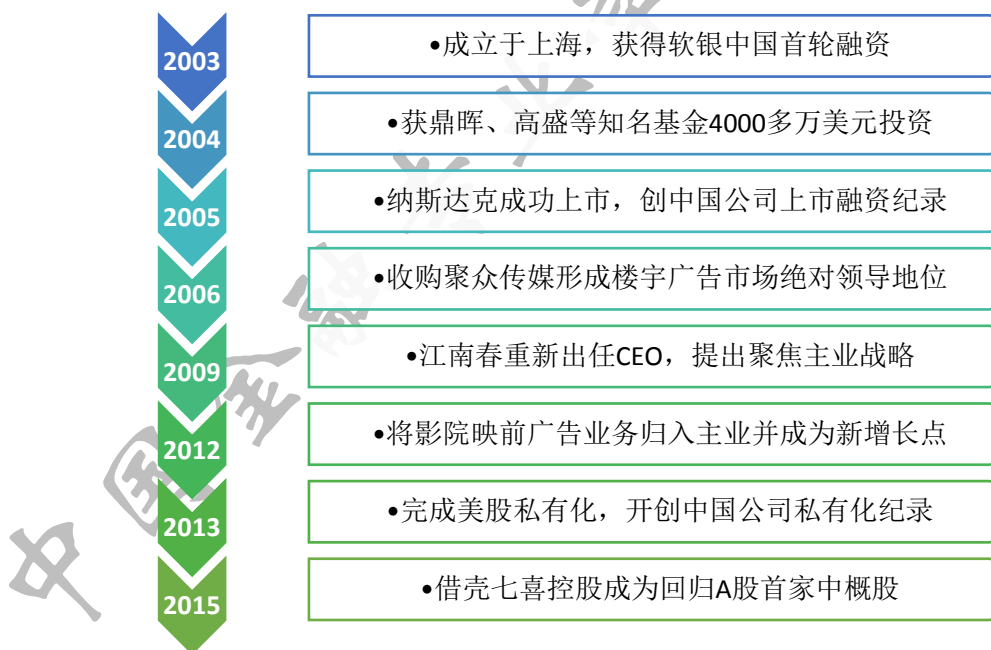 2003
•成立于上海，获得软银中国首轮融资
2004
•获鼎晖、高盛等知名基金4000多万美元投资
2005
•纳斯达克成功上市，创中国公司上市融资纪录
2006
•收购聚众传媒形成楼宇广告市场绝对领导地位
2009
•江南春重新出任CEO，提出聚焦主业战略
2012
•将影院映前广告业务归入主业并成为新增长点
2013
•完成美股私有化，开创中国公司私有化纪录
2015
•借壳七喜控股成为回归A股首家中概股
中国金融